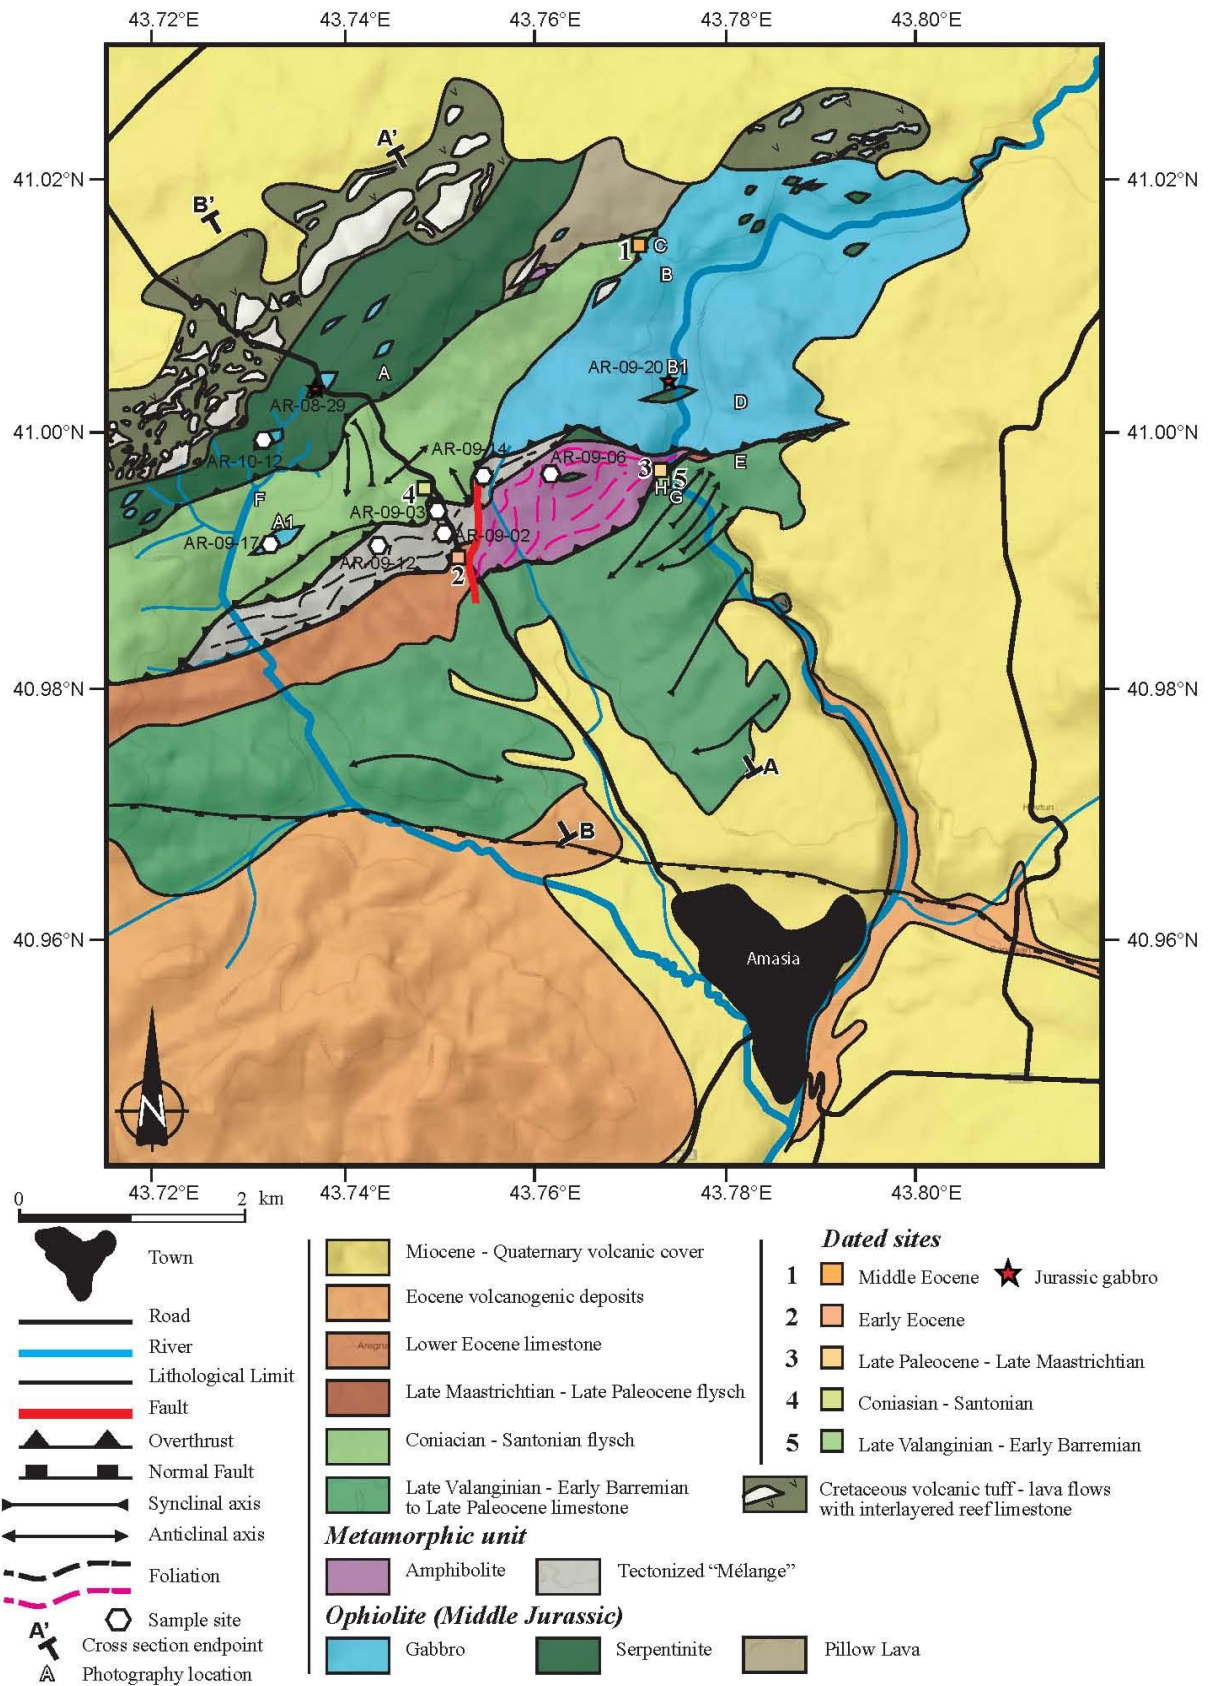 43.72°E 43.74°E 43.76°E 43.78°E 43.80°E
41.02°N 41.02°N
A'
B'
1 C
B
AR-09-20 B1
A
AR-08-29
D
41.00°N 41.00°N
AR-09-14
AR-09-06
AR-10-12
3 5 E
H G
4
F
AR-09-03
A1
AR-09-17
AR-09-02
AR-09-12
2
40.98°N 40.98°N
A
B
40.96°N 40.96°N
Amasia
N
43.72°E 43.74°E 43.76°E 43.78°E 43.80°E
0 2 km
Town
Road
River
Lithological Limit
Fault
Overthrust
Normal Fault
Synclinal axis
Anticlinal axis
Foliation
Sample site
A'
Cross section endpoint
A Photography location
Miocene - Quaternary volcanic cover
Eocene volcanogenic deposits
Lower Eocene limestone
Late Maastrichtian - Late Paleocene flysch
Coniacian - Santonian flysch
Late Valanginian - Early Barremian
to Late Paleocene limestone
Metamorphic unit
Amphibolite Tectonized “Mélange”
Ophiolite (Middle Jurassic)
Gabbro Serpentinite Pillow Lava
Dated sites
1 Middle Eocene Jurassic gabbro
2 Early Eocene
3 Late Paleocene - Late Maastrichtian
4 Coniasian - Santonian
5 Late Valanginian - Early Barremian
Cretaceous volcanic tuff - lava flows
with interlayered reef limestone